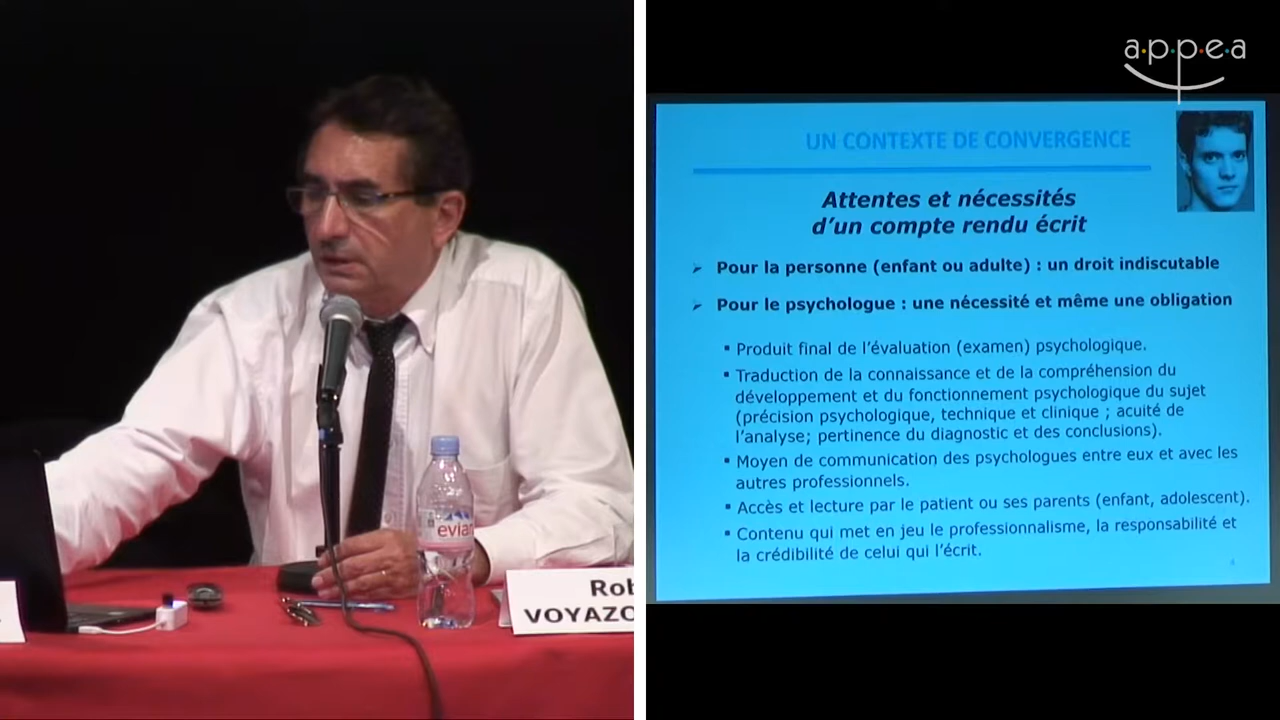 evian
Rob
VOYAZO
a.p.p.e.a
UN CONTEXTE DE CONVERGENCE
Attentes et nécessités
d'un compte rendu écrit
➢ Pour la personne (enfant ou adulte) : un droit indiscutable
➢ Pour le psychologue : une nécessité et même une obligation
▪ Produit final de l'évaluation (examen) psychologique.
▪ Traduction de la connaissance et de la compréhension du
développement et du fonctionnement psychologique du sujet
(précision psychologique, technique et clinique ; acuité de
l'analyse; pertinence du diagnostic et des conclusions).
▪ Moyen de communication des psychologues entre eux et avec les
autres professionnels.
▪ Accès et lecture par le patient ou ses parents (enfant, adolescent).
▪ Contenu qui met en jeu le professionnalisme, la responsabilité et
la crédibilité de celui qui l'écrit.